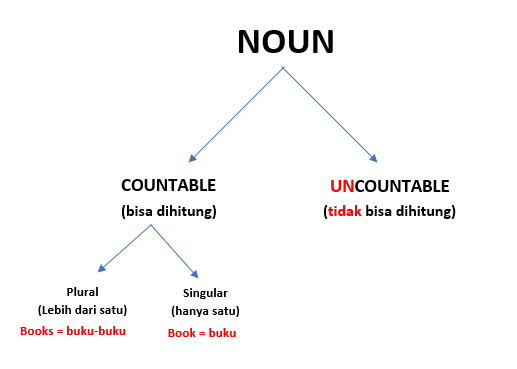 NOUN
COUNTABLE
(bisa dihitung)
UNCOUNTABLE
(tidak bisa dihitung)
Plural
(Lebih dari satu)
Books = buku-buku
Singular
(hanya satu)
Book = buku